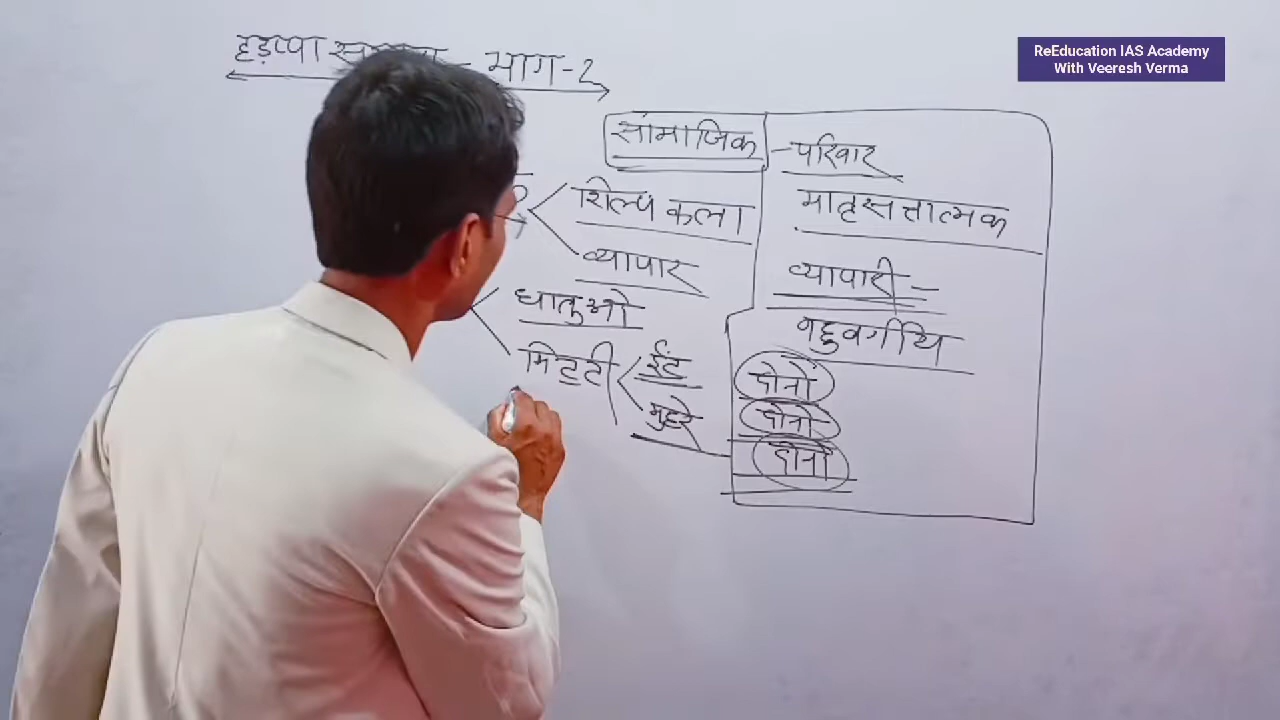 ReEducation IAS Academy
With Veeresh Verma
हड़प्पा - भाग-2
सामाजिक - परिवार
शिल्प कला
मातृसत्तात्मक
व्यापार
व्यापारी -
धातुओ
बहुवर्गीय
मिट्टी
ईंट
मुहरे
दोनों
दोनो
दोनों